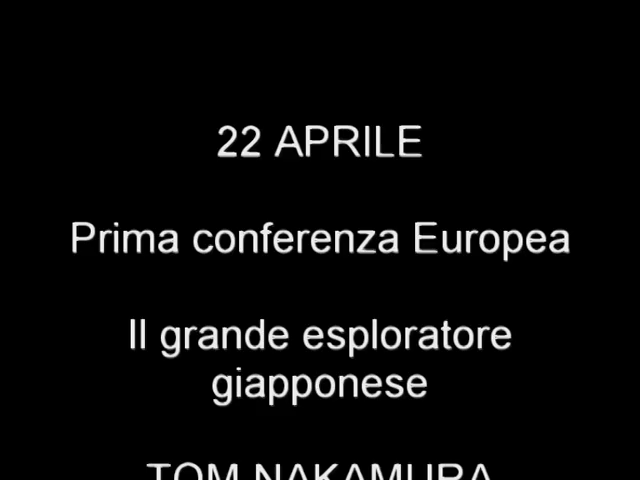 22 APRILE
Prima conferenza Europea
Il grande esploratore
giapponese
TOM NAKAMURA